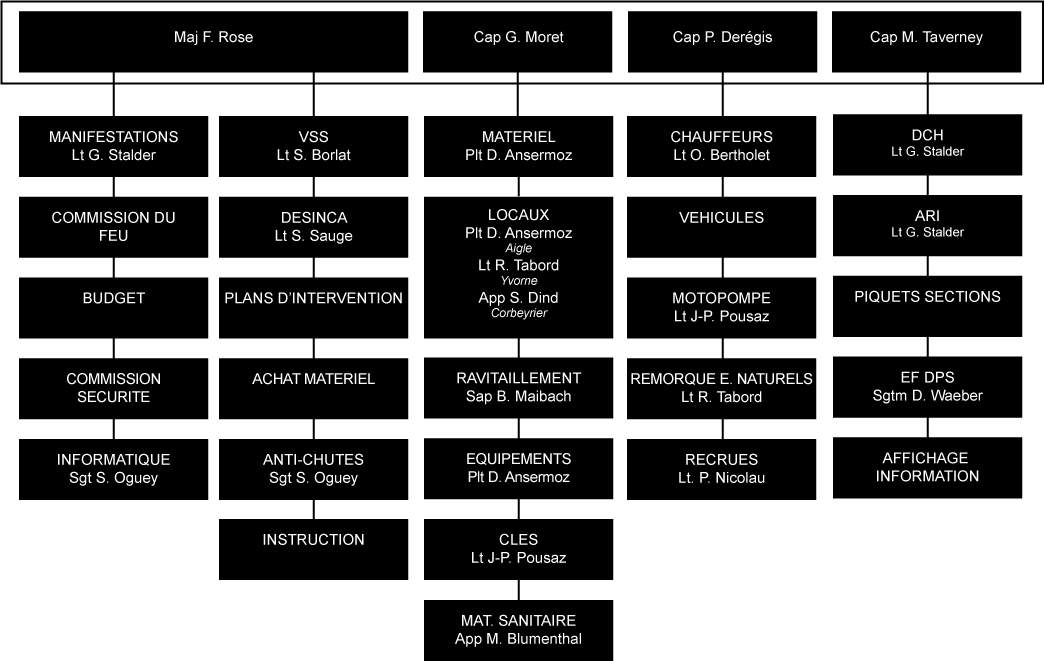 Maj F. Rose
Cap G. Moret
Cap P. Derégis
Cap M. Taverney
MANIFESTATIONS
Lt G. Stalder
COMMISSION DU
FEU
BUDGET
COMMISSION
SECURITE
INFORMATIQUE
Sgt S. Oguey
VSS
Lt S. Borlat
DESINCA
Lt S. Sauge
PLANS D'INTERVENTION
ACHAT MATERIEL
ANTI-CHUTES
Sgt S. Oguey
INSTRUCTION
MATERIEL
Plt D. Ansermoz
LOCAUX
Plt D. Ansermoz
Aigle
Lt R. Tabord
Yvorne
App S. Dind
Corbeyrier
RAVITAILLEMENT
Sap B. Maibach
EQUIPEMENTS
Plt D. Ansermoz
CLES
Lt J-P. Pousaz
MAT. SANITAIRE
App M. Blumenthal
CHAUFFEURS
Lt O. Bertholet
VEHICULES
MOTOPOMPE
Lt J-P. Pousaz
REMORQUE E. NATURELS
Lt R. Tabord
RECRUES
Lt. P. Nicolau
DCH
Lt G. Stalder
ARI
Lt G. Stalder
PIQUETS SECTIONS
EF DPS
Sgtm D. Waeber
AFFICHAGE
INFORMATION